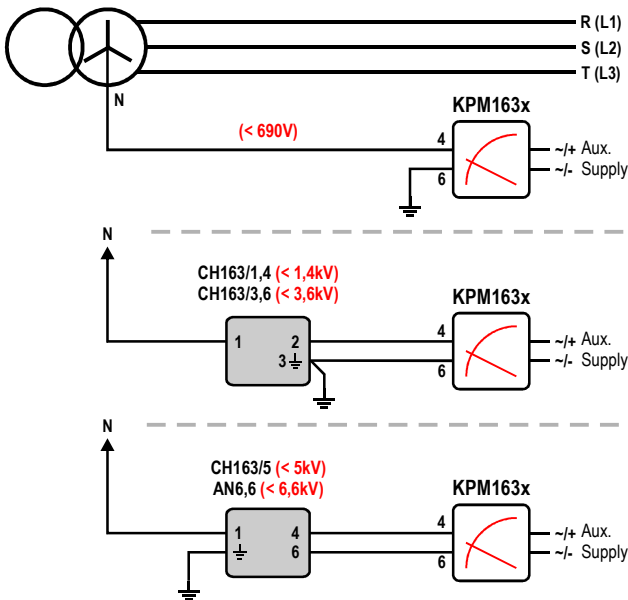 R (L1)
S (L2)
T (L3)
N
KPM163x
(< 690V)
4
~/+ Aux.
6
~/- Supply
N
CH163/1,4 (< 1,4kV)
CH163/3,6 (< 3,6kV)
KPM163x
1
2
4
~/+ Aux.
3
6
~/- Supply
N
CH163/5 (< 5kV)
AN6,6 (< 6,6kV)
KPM163x
1
4
4
~/+ Aux.
6
6
~/- Supply